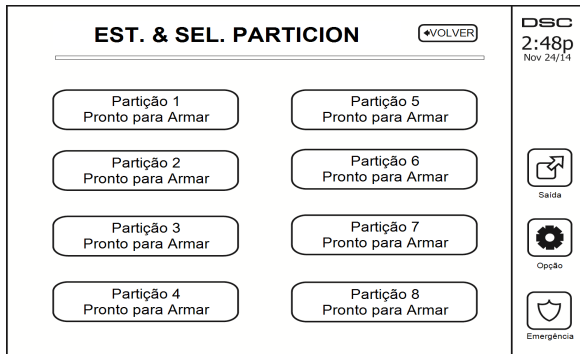 EST. & SEL. PARTICION
VOLVER
Partição 1
Pronto para Armar
Partição 2
Pronto para Armar
Partição 3
Pronto para Armar
Partição 4
Pronto para Armar
Partição 5
Pronto para Armar
Partição 6
Pronto para Armar
Partição 7
Pronto para Armar
Partição 8
Pronto para Armar
DSC
2:48p
Nov 24/14
Saída
Opção
Emergência